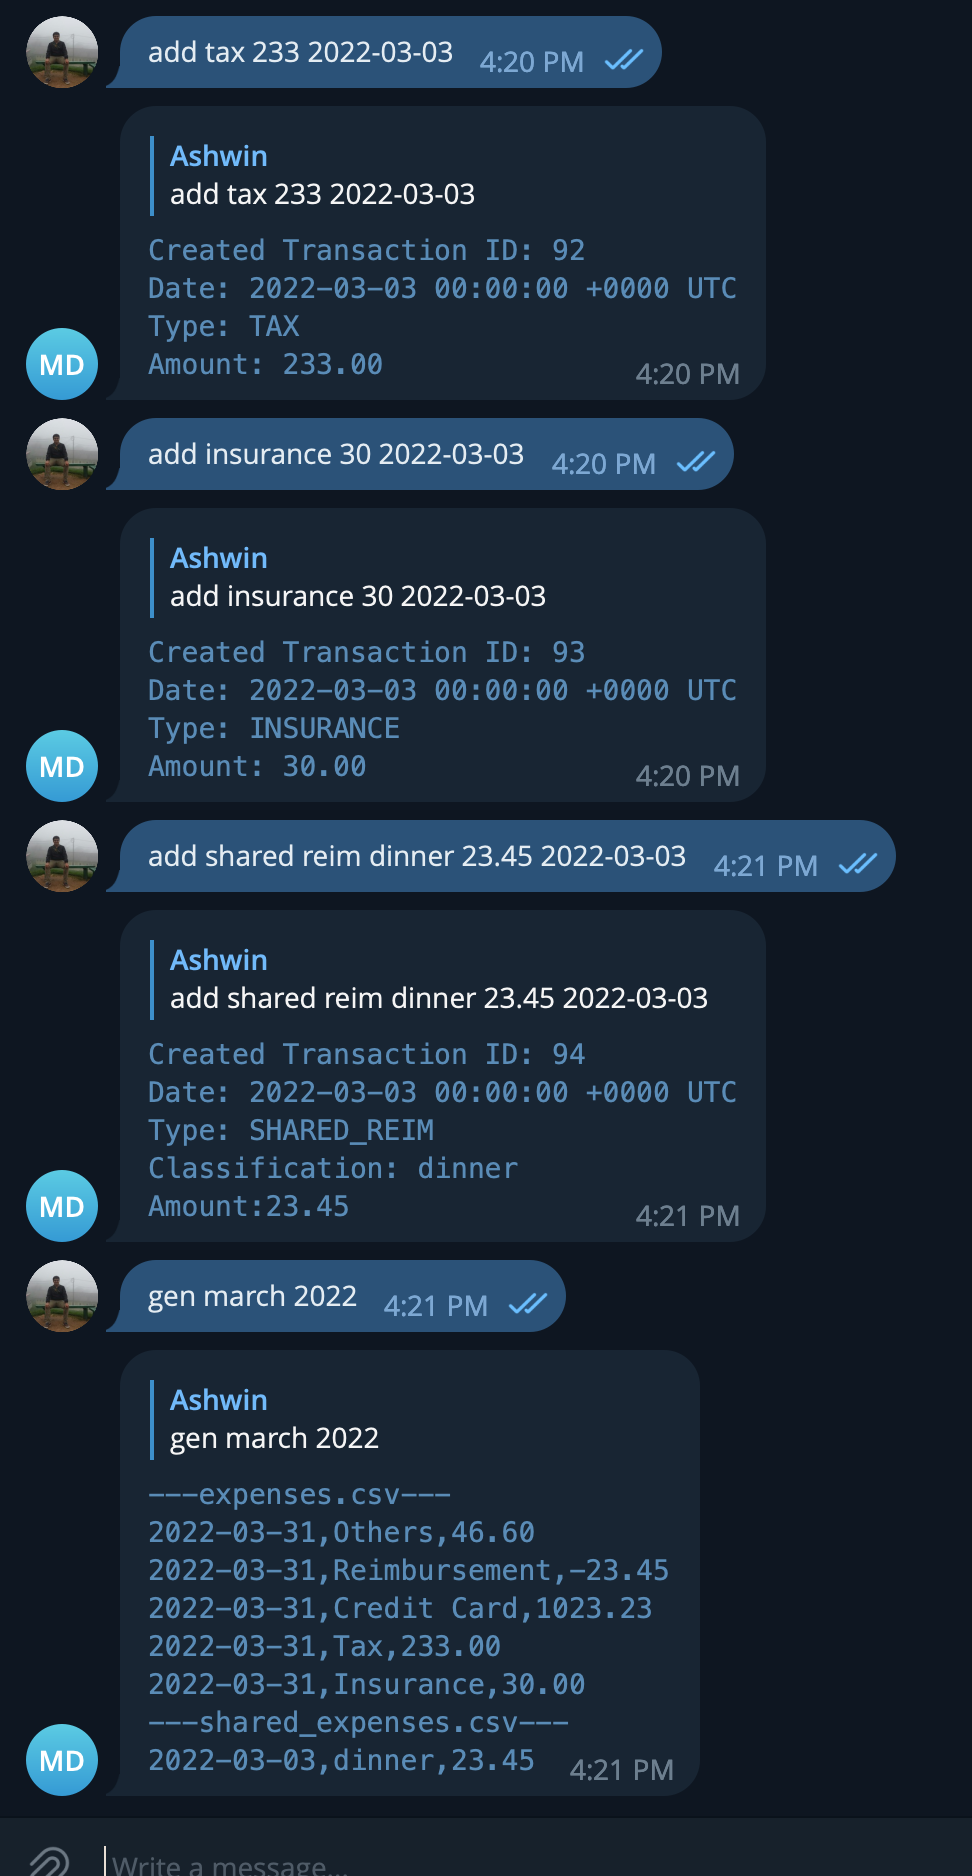 add tax 233 2022-03-03 4:20 PM
Ashwin
add tax 233 2022-03-03
Created Transaction ID: 92
Date: 2022-03-03 00:00:00 +0000 UTC
Type: TAX
Amount: 233.00
4:20 PM
MD
add insurance 30 2022-03-03 4:20 PM
Ashwin
add insurance 30 2022-03-03
Created Transaction ID: 93
Date: 2022-03-03 00:00:00 +0000 UTC
Type: INSURANCE
Amount: 30.00
4:20 PM
MD
add shared reim dinner 23.45 2022-03-03 4:21 PM
Ashwin
add shared reim dinner 23.45 2022-03-03
Created Transaction ID: 94
Date: 2022-03-03 00:00:00 +0000 UTC
Type: SHARED_REIM
Classification: dinner
Amount:23.45
4:21 PM
MD
gen march 2022 4:21 PM
Ashwin
gen march 2022
---expenses.csv---
2022-03-31,Others,46.60
2022-03-31,Reimbursement,-23.45
2022-03-31,Credit Card,1023.23
2022-03-31,Tax,233.00
2022-03-31,Insurance,30.00
---shared_expenses.csv---
2022-03-03,dinner,23.45
4:21 PM
MD
Write a message...